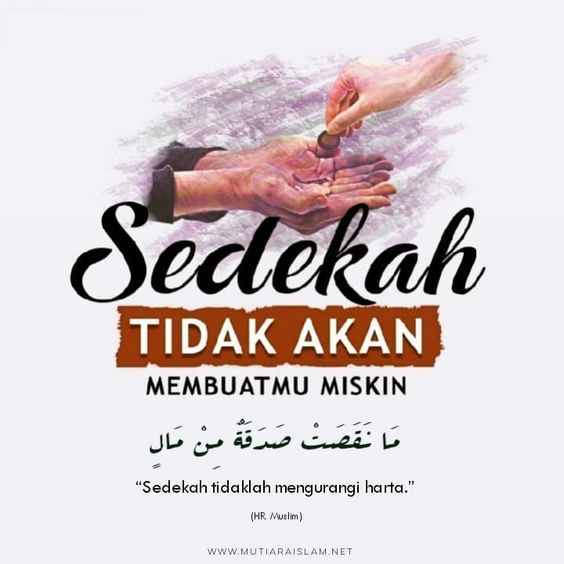 Sedekah
TIDAK AKAN
MEMBUATMU MISKIN
مَا نَقَصَتْ صَدَقَةٌ مِنْ مَالٍ
“Sedekah tidaklah mengurangi harta.”
(HR. Muslim)
WWW.MUTIARAISLAM.NET